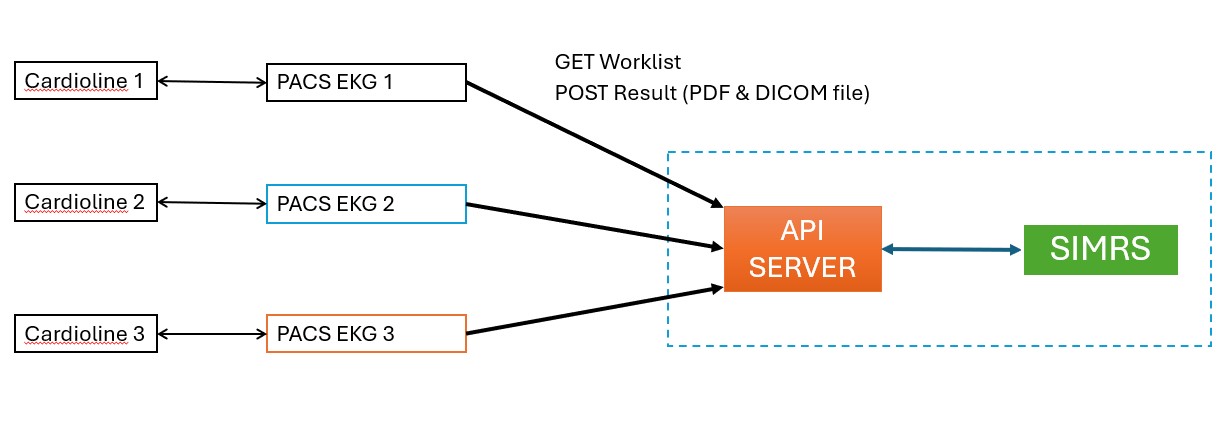 GET Worklist
POST Result (PDF & DICOM file)
Cardioline 1
PACS EKG 1
Cardioline 2
PACS EKG 2
API
SERVER
SIMRS
Cardioline 3
PACS EKG 3